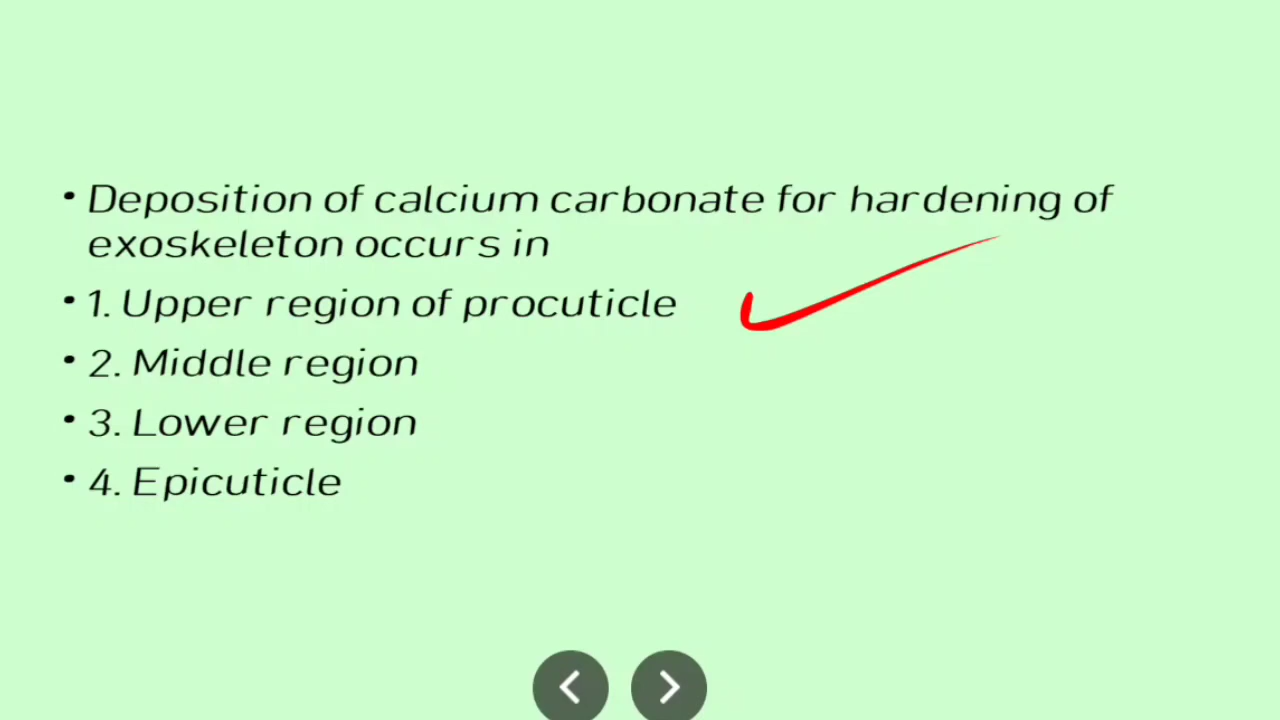 • Deposition of calcium carbonate for hardening of
exoskeleton occurs in
• 1. Upper region of procuticle
• 2. Middle region
• 3. Lower region
• 4. Epicuticle